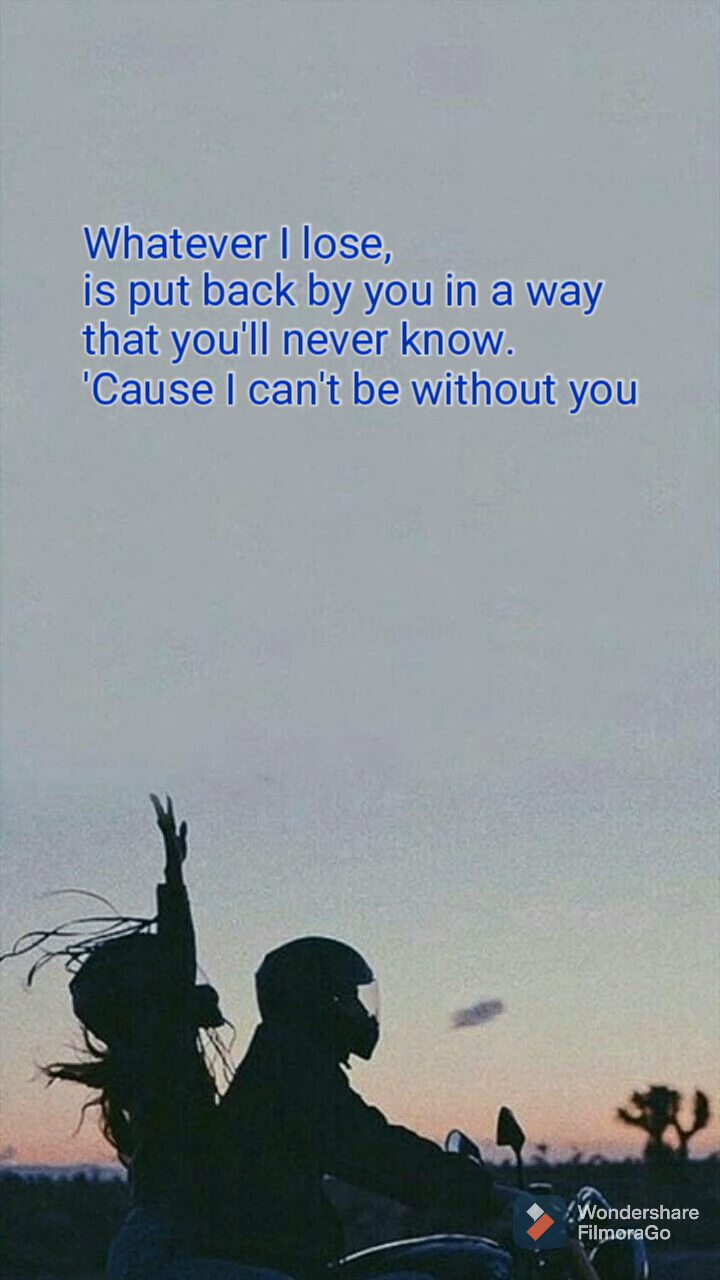 Whatever I lose,
is put back by you in a way
that you'll never know.
'Cause I can't be without you
Wondershare
FilmoraGo